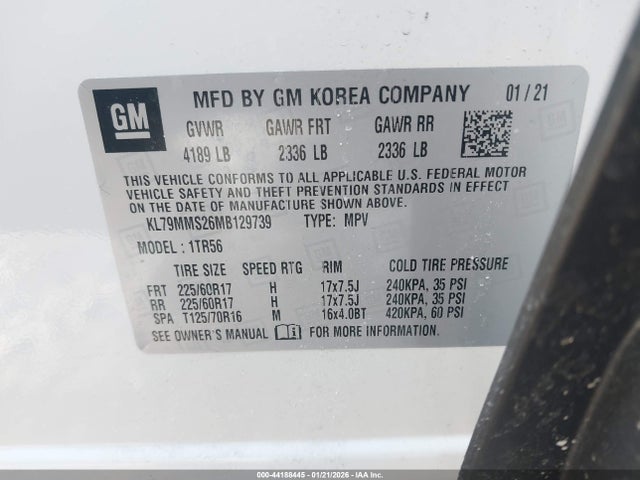 GM
MFD BY GM KOREA COMPANY 01/21
GVWR GAWR FRT GAWR RR
4189 LB 2336 LB 2336 LB
THIS VEHICLE CONFORMS TO ALL APPLICABLE U.S. FEDERAL MOTOR
VEHICLE SAFETY AND THEFT PREVENTION STANDARDS IN EFFECT
ON THE DATE OF MANUFACTURE SHOWN ABOVE.
KL79MMS26MB129739 TYPE: MPV
MODEL: 1TR56
TIRE SIZE SPEED RTG RIM COLD TIRE PRESSURE
FRT 225/60R17 H 17x7.5J 240KPA, 35 PSI
RR 225/60R17 H 17x7.5J 240KPA, 35 PSI
SPA T125/70R16 M 16x4.0BT 420KPA, 60 PSI
SEE OWNER'S MANUAL FOR MORE INFORMATION
000-44188445 - 01/21/2026 - IAAI - Copart